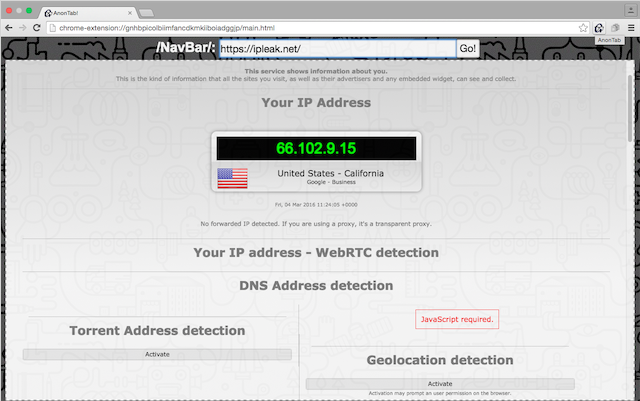 AnonTab!
chrome-extension://gnhbpicolbiimfancdkmkiiboiadggjp/main.html
AnonTab
/NavBar/: https://ipleak.net/ Go!
This service shows information about you.
This is the kind of information that all the sites you visit, as well as their advertisers and any embedded widget, can see and collect.
Your IP Address
66.102.9.15
United States - California
Google - Business
Fri, 04 Mar 2016 11:24:05 +0000
No forwarded IP detected. If you are using a proxy, it's a transparent proxy.
Your IP address - WebRTC detection
DNS Address detection
JavaScript required.
Torrent Address detection
Activate
Geolocation detection
Activate
Activation may prompt an user permission on the browser.